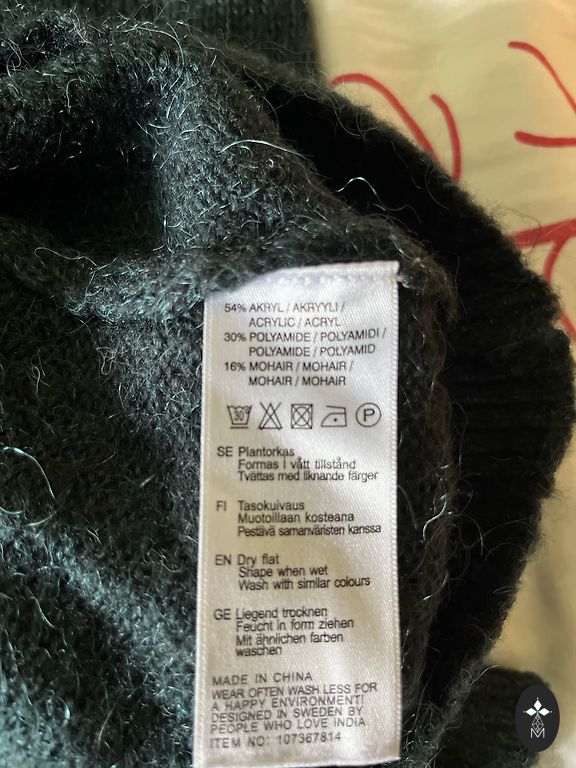 54% AKRYL / AKRYYLI /
ACRYLIC / ACRYL
30% POLYAMIDE / POLYAMIDI /
POLYAMIDE / POLYAMID
16% MOHAIR / MOHAIR /
MOHAIR / MOHAIR
30° P
SE Plantorkas
Formas I vått tillstånd
Tvättas med liknande färger
FI Tasokuivaus
Muotoillaan kosteana
Pestävä samanväristen kanssa
EN Dry flat
Shape when wet
Wash with similar colours
GE Liegend trocknen
Feucht in form ziehen
Mit ähnlichen farben
waschen
MADE IN CHINA
WEAR OFTEN WASH LESS FOR
A HAPPY ENVIRONMENT!
DESIGNED IN SWEDEN BY
PEOPLE WHO LOVE INDIA
ITEM NO: 107367814